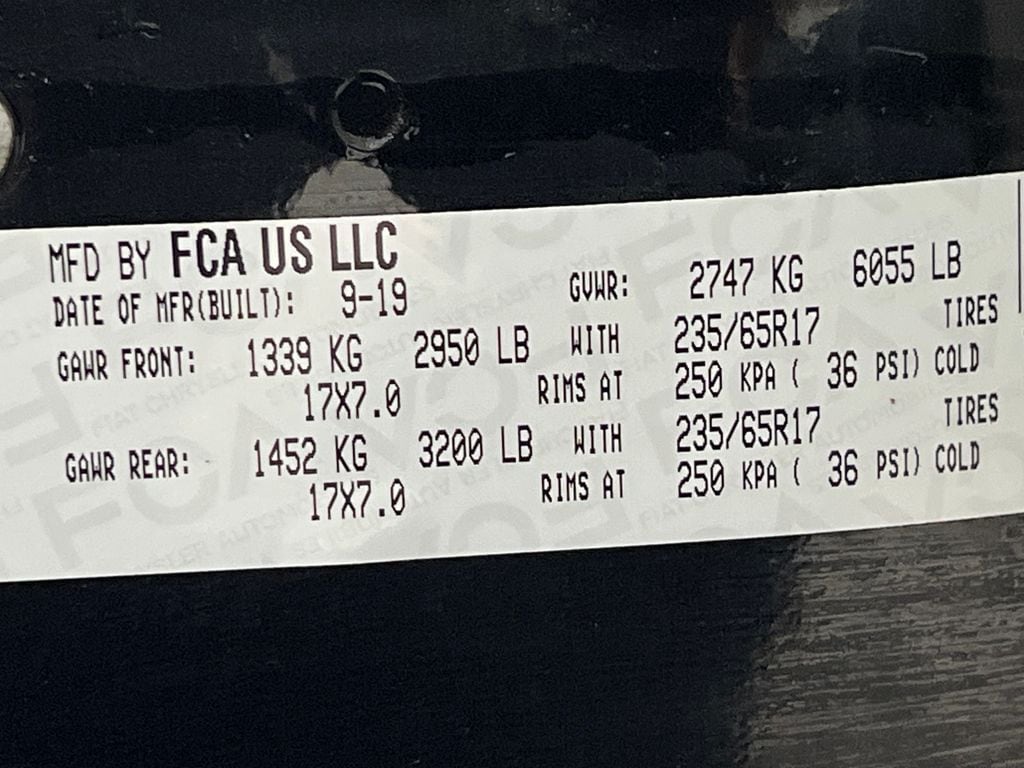 MFD BY FCA US LLC
DATE OF MFR(BUILT): 9-19 GVWR: 2747 KG 6055 LB
GAWR FRONT: 1339 KG 2950 LB WITH 235/65R17 TIRES
17X7.0 RIMS AT 250 KPA ( 36 PSI) COLD
GAWR REAR: 1452 KG 3200 LB WITH 235/65R17 TIRES
17X7.0 RIMS AT 250 KPA ( 36 PSI) COLD